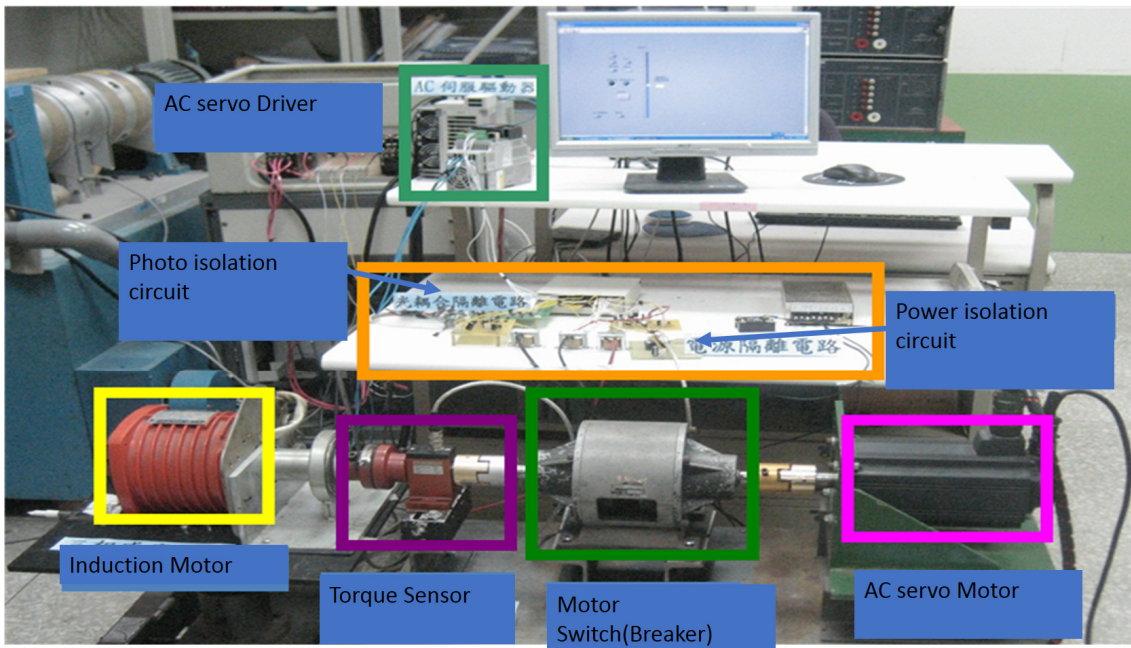 AC servo Driver
AC 伺服驅動器
Photo isolation
circuit
光耦合隔離電路
Power isolation
circuit
電源隔離電路
Induction Motor
Torque Sensor
Motor
Switch(Breaker)
AC servo Motor